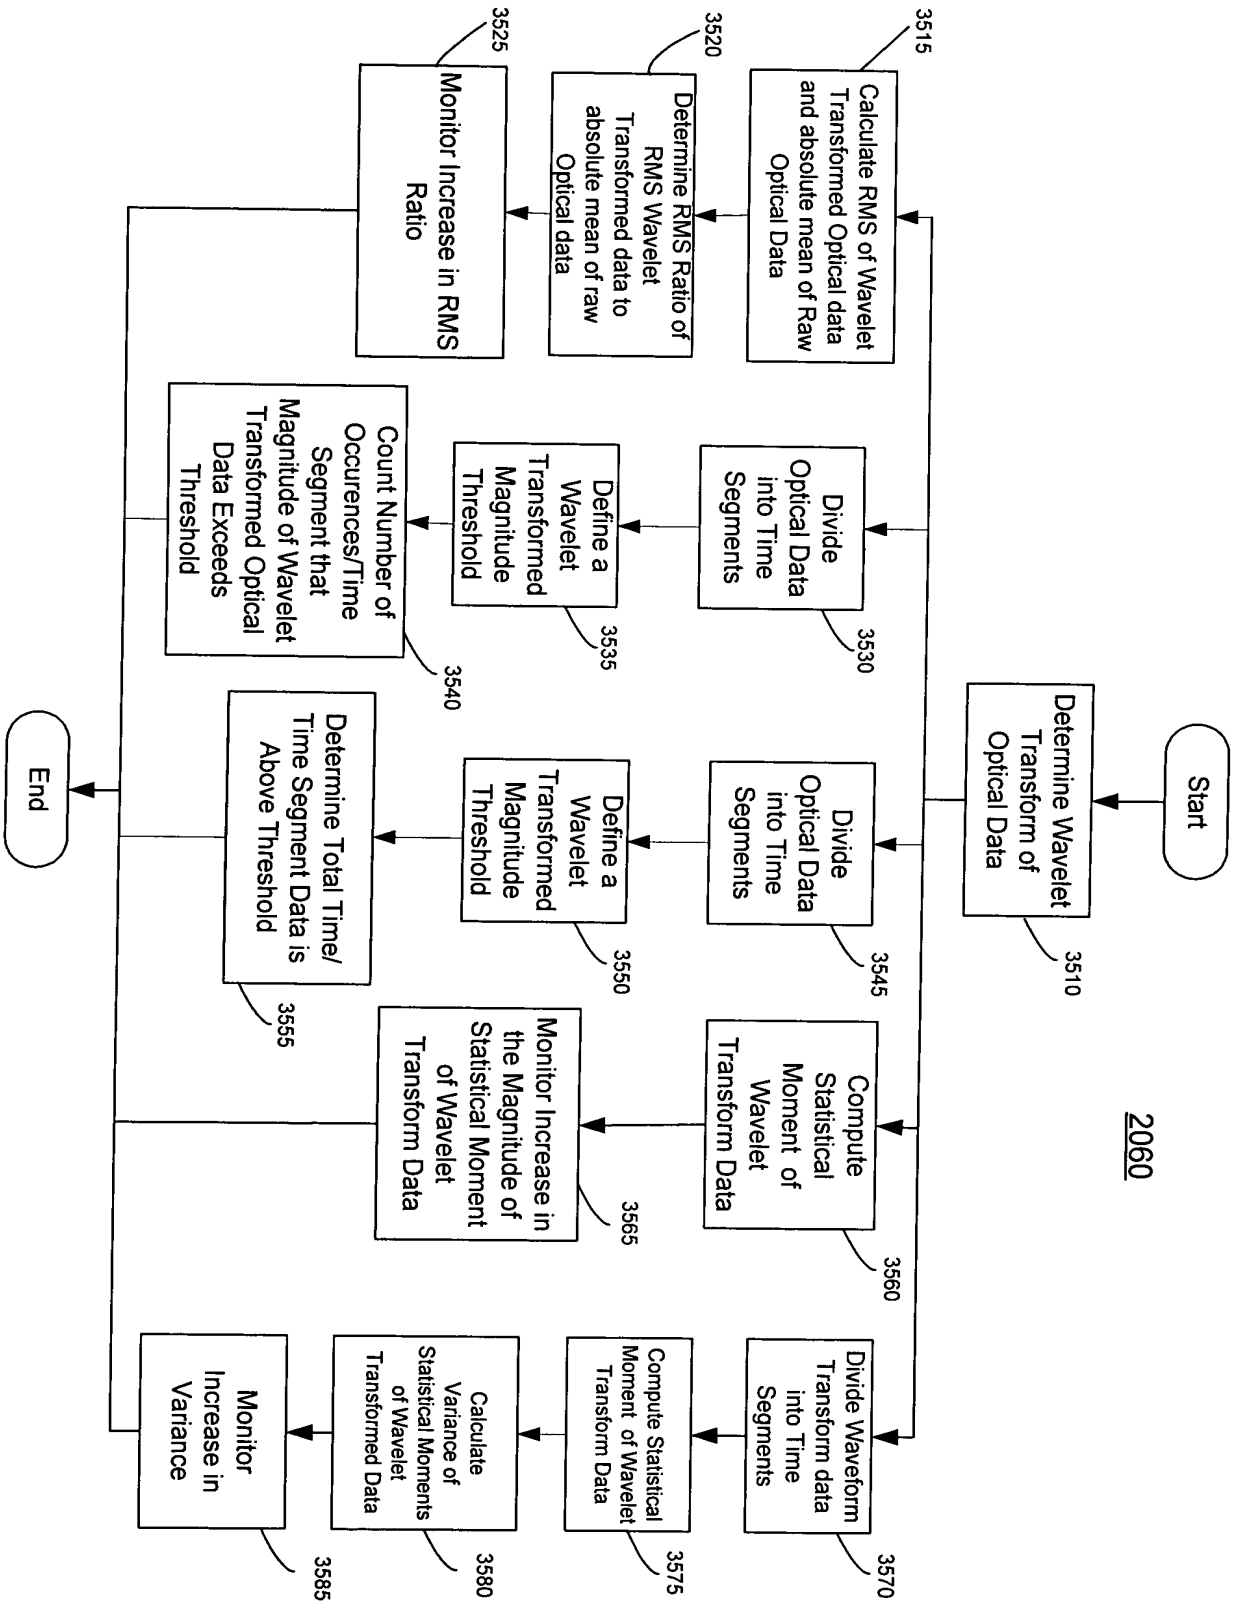 2060
Start
Determine Wavelet
Transform of
Optical Data
3510
3515
Calculate RMS of Wavelet
Transformed Optical data
and absolute mean of Raw
Optical Data
3520
Determine RMS Ratio of
RMS Wavelet
Transformed data to
absolute mean of raw
Optical data
3525
Monitor Increase in RMS
Ratio
Divide
Optical Data
into Time
Segments
3530
Define a
Wavelet
Transformed
Magnitude
Threshold
3535
Count Number of
Occurences/Time
Segment that
Magnitude of Wavelet
Transformed Optical
Data Exceeds
Threshold
3540
Divide
Optical Data
into Time
Segments
3545
Define a
Wavelet
Transformed
Magnitude
Threshold
3550
Determine Total Time/
Time Segment Data is
Above Threshold
3555
Compute
Statistical
Moment of
Wavelet
Transform Data
3560
Monitor Increase in
the Magnitude of
Statistical Moment
of Wavelet
Transform Data
3565
Divide Waveform
Transform data
into Time
Segments
3570
Compute Statistical
Moment of Wavelet
Transform Data
3575
Calculate
Variance of
Statistical Moments
of Wavelet
Transformed Data
3580
Monitor
Increase in
Variance
3585
End